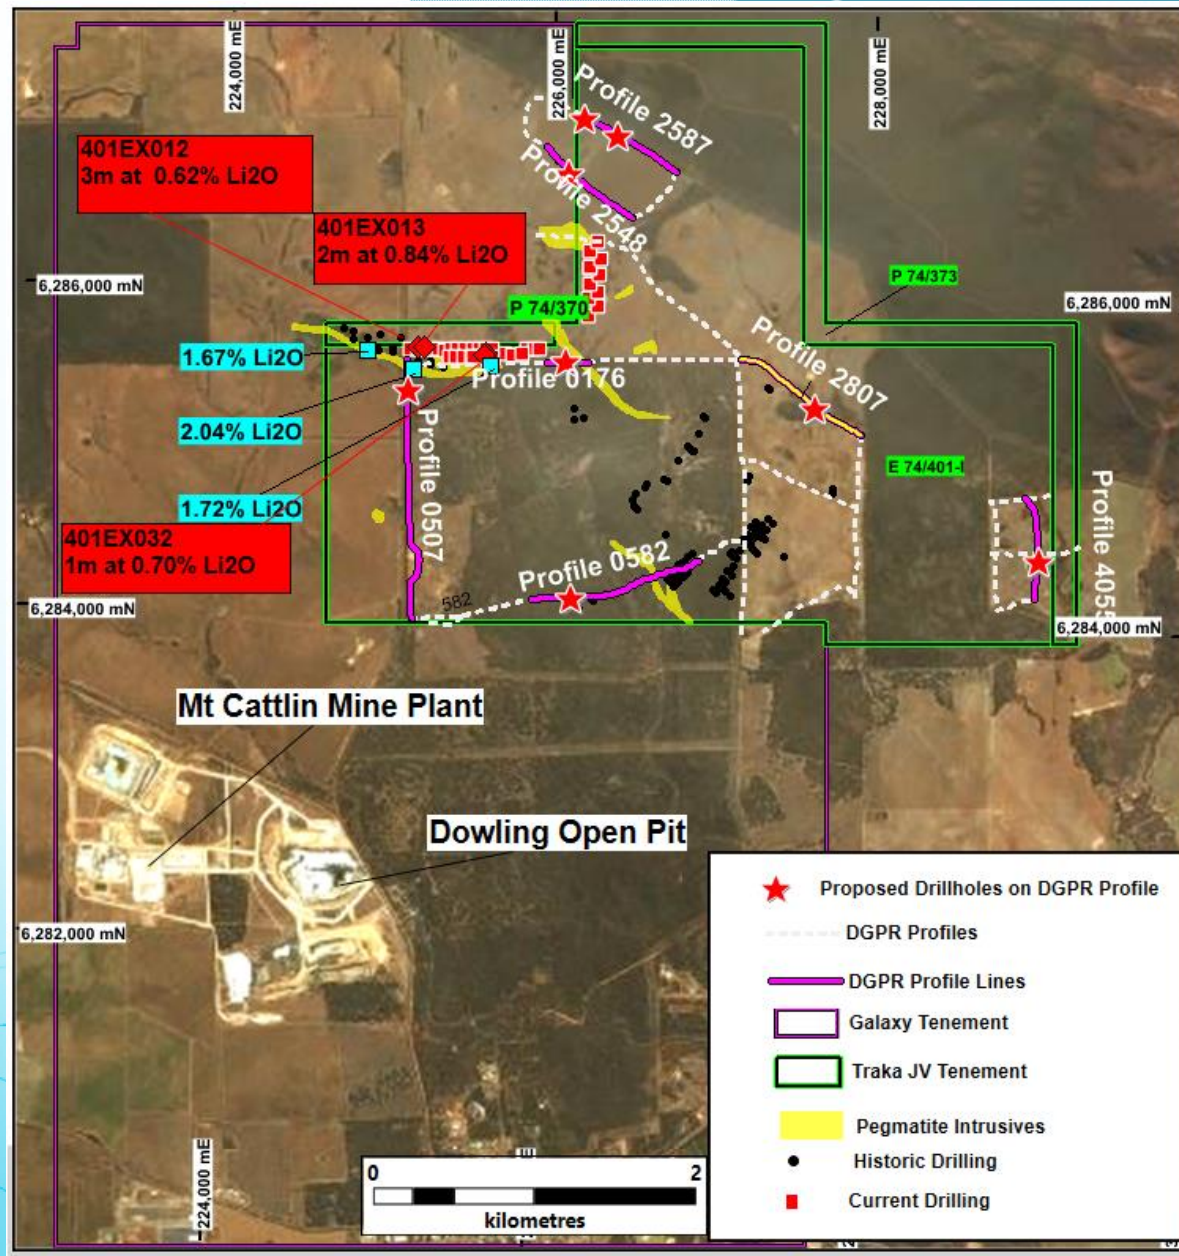 224,000 mE
226,000 mE
228,000 mE
Profile 2587
401EX012
3m at 0.62% Li2O
Profile 2548
401EX013
2m at 0.84% Li2O
P 74/373
6,286,000 mN
6,286,000 mN
P 74/370
Profile 2807
1.67% Li2O
Profile 0176
2.04% Li2O
Profile 0507
E 74/401-I
Profile 4055
1.72% Li2O
401EX032
1m at 0.70% Li2O
Profile 0582
582
6,284,000 mN
6,284,000 mN
Mt Cattlin Mine Plant
Dowling Open Pit
Proposed Drillholes on DGPR Profile
6,282,000 mN
DGPR Profiles
DGPR Profile Lines
Galaxy Tenement
Traka JV Tenement
Pegmatite Intrusives
Historic Drilling
Current Drilling
224,000 mE
0 2
kilometres